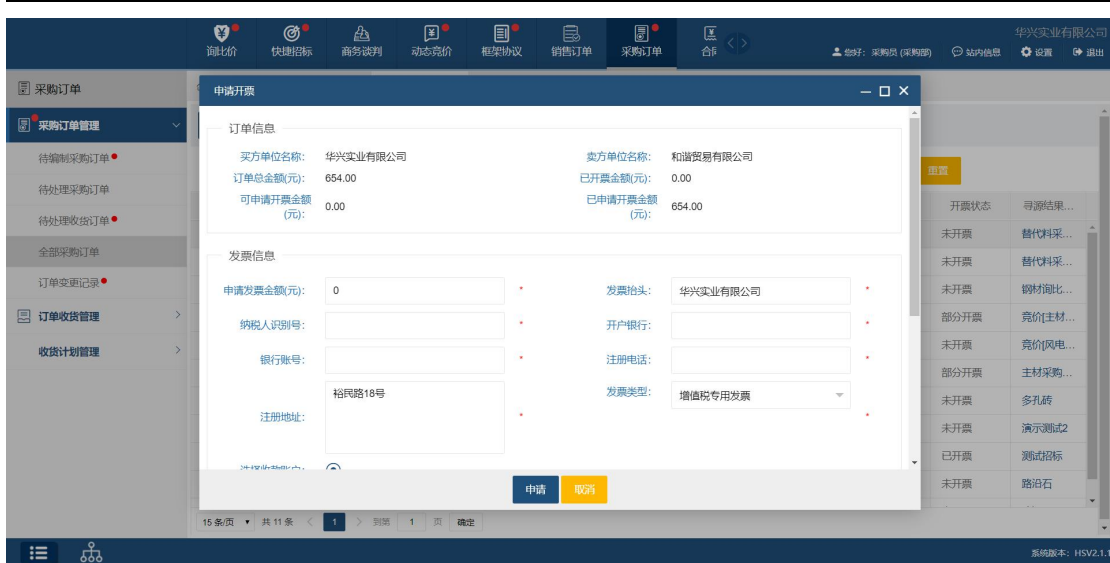 华兴实业有限公司
询比价 快捷招标 商务谈判 动态竞价 框架协议 销售订单 采购订单
您好：采购员 (采购部) 站内信息 设置 退出
采购订单
采购订单管理
待编制采购订单
待处理采购订单
待处理收货订单
全部采购订单
订单变更记录
订单收货管理
收货计划管理
申请开票
订单信息
买方单位名称: 华兴实业有限公司 卖方单位名称: 和谐贸易有限公司
订单总金额(元): 654.00 已开票金额(元): 0.00
可申请开票金额(元): 0.00 已申请开票金额(元): 654.00
发票信息
申请发票金额(元): 0 * 发票抬头: 华兴实业有限公司 *
纳税人识别号: * 开户银行: *
银行账号: * 注册电话: *
注册地址: 裕民路18号 * 发票类型: 增值税专用发票 *
选择收款账户:
申请 取消
重置
开票状态 寻源结果...
未开票 替代料采...
未开票 替代料采...
未开票 钢材询比...
部分开票 竞价[主材...
未开票 竞价[风电...
部分开票 主材采购...
未开票 多孔砖
未开票 演示测试2
已开票 测试招标
未开票 路沿石
15 条/页 共 11 条 1 到第 1 页 确定
系统版本：HSV2.1.1